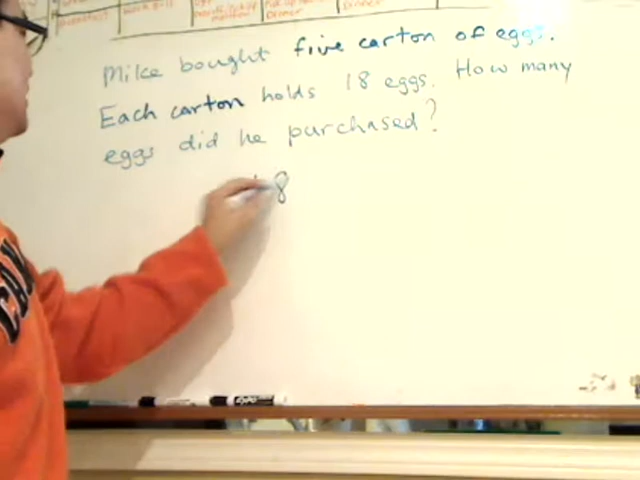 Mike bought five carton of eggs.
Each carton holds 18 eggs. How many
eggs did he purchased?
18